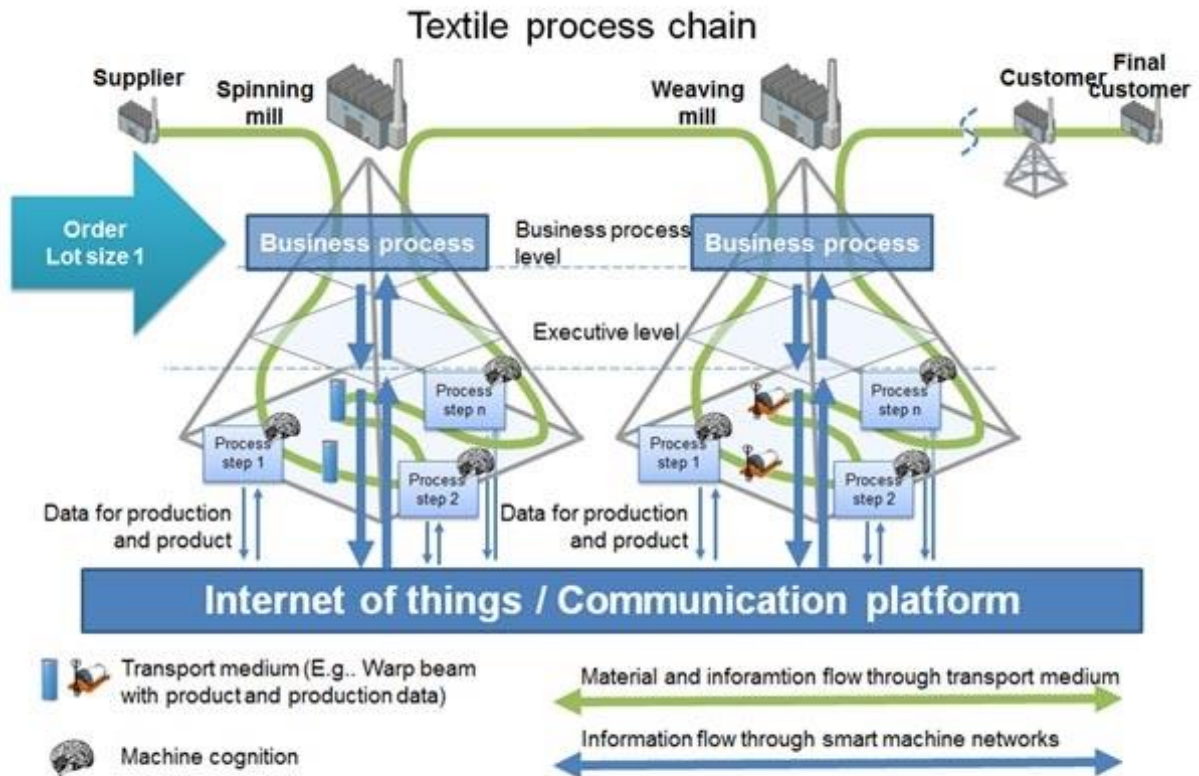 Textile process chain
Supplier
Spinning
mill
Weaving
mill
Customer
Final
customer
Order
Lot size 1
Business process
Business process
level
Business process
Executive level
Process
step 1
Process
step 2
Process
step n
Process
step 1
Process
step 2
Process
step n
Data for production
and product
Data for production
and product
Internet of things / Communication platform
Transport medium (E.g.. Warp beam
with product and production data)
Material and inforamtion flow through transport medium
Machine cognition
Information flow through smart machine networks